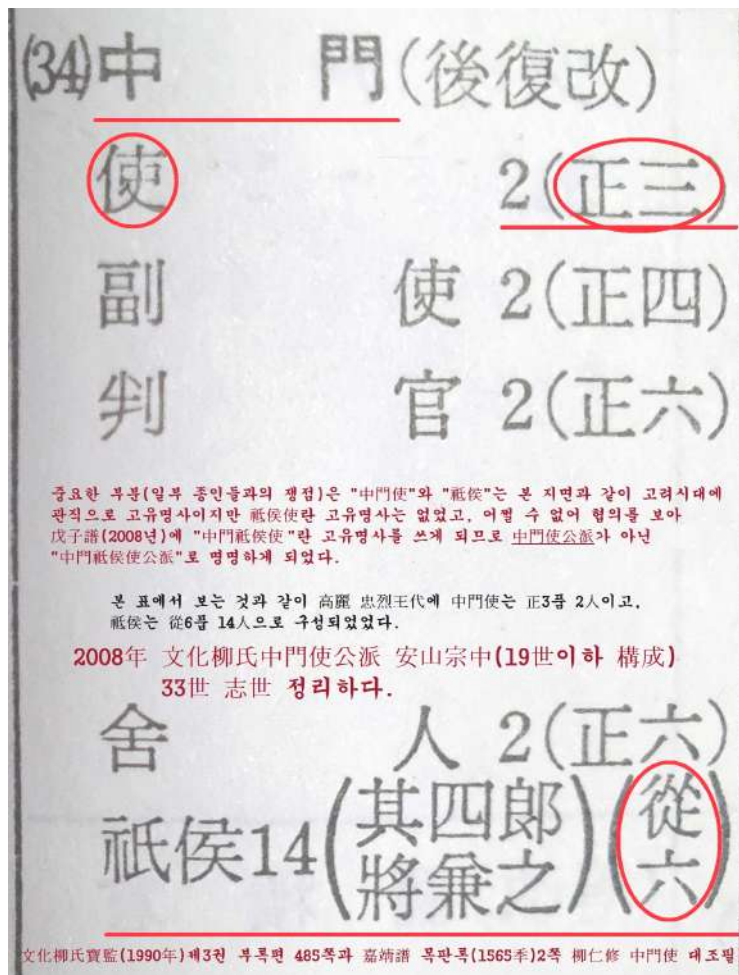 (34)中 門(後復改)
使 2(正三)
副 使 2(正四)
判 官 2(正六)
중요한 부분(일부 종인들과의 쟁점)은 "中門使"와 "祗侯"는 본 지면과 같이 고려시대에
관직으로 고유명사이지만 祗侯使란 고유명사는 없었고, 어쩔 수 없어 협의를 보아
戊子譜(2008년)에 "中門祗侯使"란 고유명사를 쓰게 되므로 中門使公派가 아닌
"中門祗侯使公派"로 명명하게 되었다.
본 표에서 보는 것과 같이 高麗 忠烈王代에 中門使는 正3품 2人이고,
祗侯는 從6품 14人으로 구성되었었다.
2008年 文化柳氏中門使公派 安山宗中(19世이하 構成)
33世 志世 정리하다.
舍 人 2(正六)
祗侯14(其四郎將兼之)(從六)
文化柳氏寶鑑(1990年)제3권 부록편 485쪽과 嘉靖譜 목판록(1565季)2쪽 柳仁修 中門使 대조필